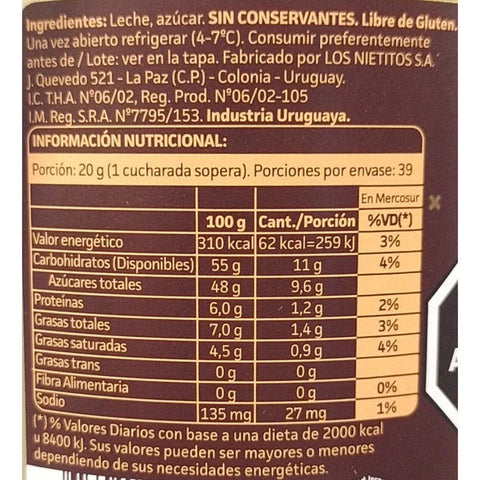 Ingredientes: Leche, azúcar. SIN CONSERVANTES. Libre de Gluten.
Una vez abierto refrigerar (4-7ºC). Consumir preferentemente
antes de / Lote: ver en la tapa. Fabricado por LOS NIETITOS S.A.
J. Quevedo 521 - La Paz (C.P.) - Colonia - Uruguay.
I.C. T.H.A. Nº06/02, Reg. Prod. Nº06/02-105
I.M. Reg. S.R.A. Nº7795/153. Industria Uruguaya.
INFORMACIÓN NUTRICIONAL:
Porción: 20 g (1 cucharada sopera). Porciones por envase: 39
En Mercosur
100 g Cant./Porción %VD(*)
Valor energético 310 kcal 62 kcal=259 kJ 3%
Carbohidratos (Disponibles) 55 g 11 g 4%
Azúcares totales 48 g 9,6 g
Proteínas 6,0 g 1,2 g 2%
Grasas totales 7,0 g 1,4 g 3%
Grasas saturadas 4,5 g 0,9 g 4%
Grasas trans 0 g 0 g
Fibra Alimentaria 0 g 0 g 0%
Sodio 135 mg 27 mg 1%
(*) % Valores Diarios con base a una dieta de 2000 kcal
u 8400 kJ. Sus valores pueden ser mayores o menores
dependiendo de sus necesidades energéticas.